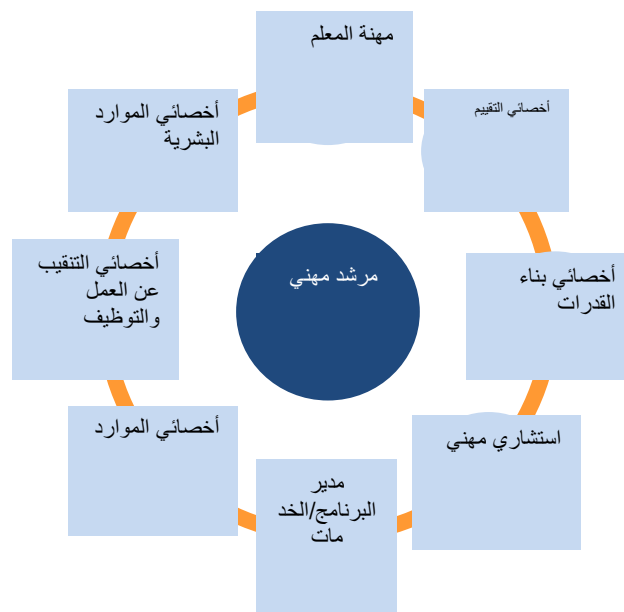 مهنة المعلم
أخصائي التقييم
أخصائي الموارد
البشرية
أخصائي التنقيب
عن العمل
والتوظيف
مرشد مهني
أخصائي بناء
القدرات
أخصائي الموارد
استشاري مهني
مدير
البرنامج/الخد
مات